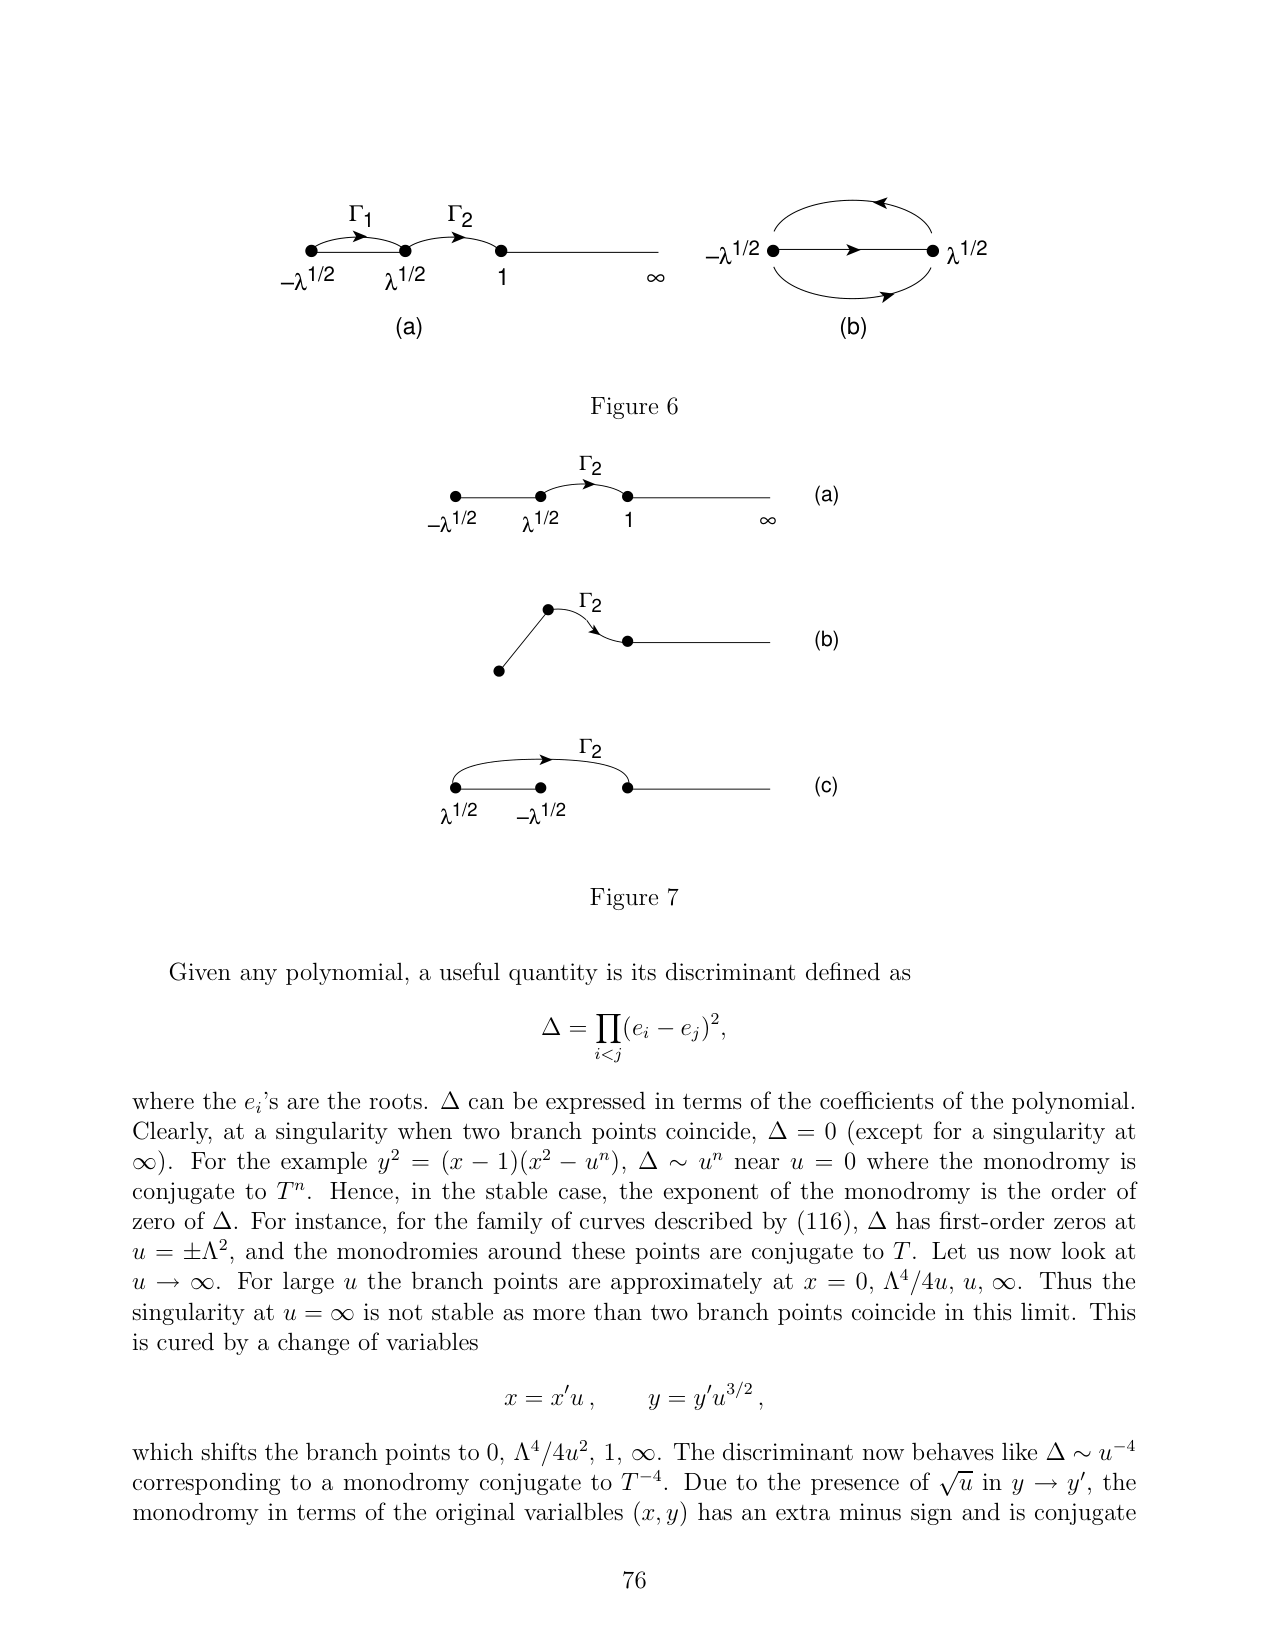 Γ1 Γ2
–λ^1/2 λ^1/2 1 ∞
(a)
–λ^1/2 λ^1/2
(b)
Figure 6
Γ2
–λ^1/2 λ^1/2 1 ∞
(a)
Γ2
(b)
Γ2
λ^1/2 –λ^1/2
(c)
Figure 7
Given any polynomial, a useful quantity is its discriminant defined as
Δ = ∏_{i<j} (e_i − e_j)^2,
where the e_i's are the roots. Δ can be expressed in terms of the coefficients of the polynomial.
Clearly, at a singularity when two branch points coincide, Δ = 0 (except for a singularity at
∞). For the example y^2 = (x − 1)(x^2 − u^n), Δ ∼ u^n near u = 0 where the monodromy is
conjugate to T^n. Hence, in the stable case, the exponent of the monodromy is the order of
zero of Δ. For instance, for the family of curves described by (116), Δ has first-order zeros at
u = ±Λ^2, and the monodromies around these points are conjugate to T. Let us now look at
u → ∞. For large u the branch points are approximately at x = 0, Λ^4/4u, u, ∞. Thus the
singularity at u = ∞ is not stable as more than two branch points coincide in this limit. This
is cured by a change of variables
x = x′u , y = y′u^{3/2} ,
which shifts the branch points to 0, Λ^4/4u^2, 1, ∞. The discriminant now behaves like Δ ∼ u^{−4}
corresponding to a monodromy conjugate to T^{−4}. Due to the presence of √u in y → y′, the
monodromy in terms of the original varialbles (x, y) has an extra minus sign and is conjugate
76